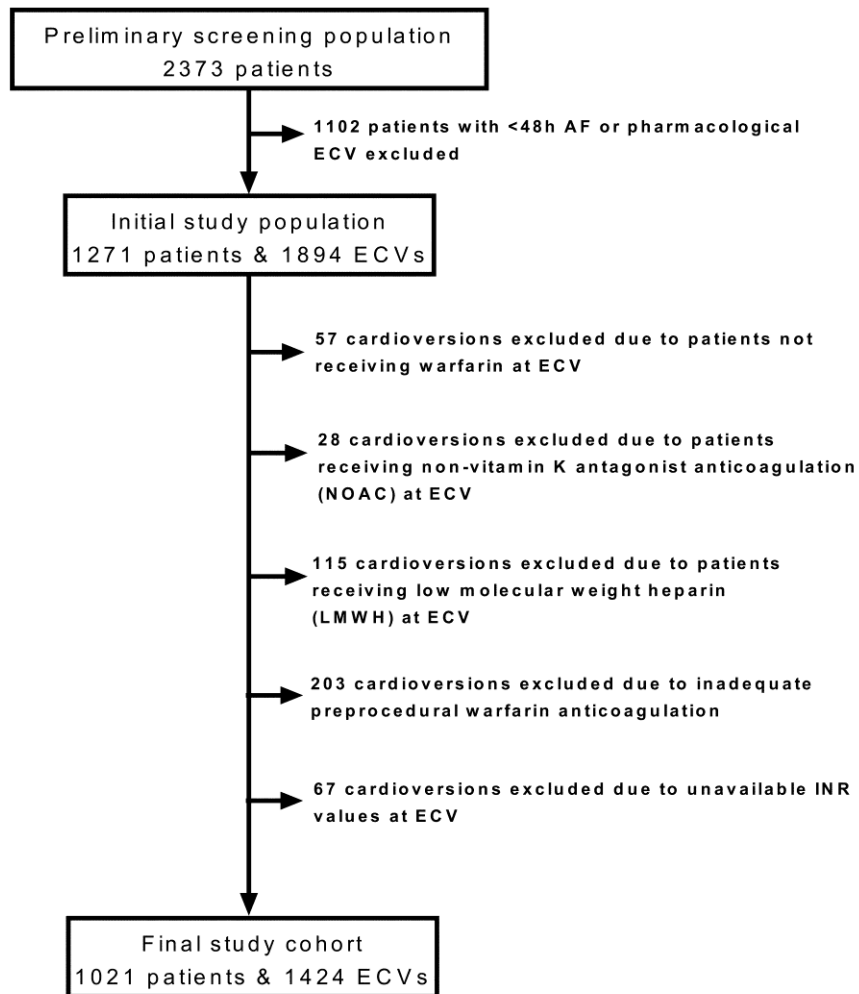 Preliminary screening population
2373 patients
1102 patients with <48h AF or pharmacological
ECV excluded
Initial study population
1271 patients & 1894 ECVs
57 cardioversions excluded due to patients not
receiving warfarin at ECV
28 cardioversions excluded due to patients
receiving non-vitamin K antagonist anticoagulation
(NOAC) at ECV
115 cardioversions excluded due to patients
receiving low molecular weight heparin
(LMWH) at ECV
203 cardioversions excluded due to inadequate
preprocedural warfarin anticoagulation
67 cardioversions excluded due to unavailable INR
values at ECV
Final study cohort
1021 patients & 1424 ECVs